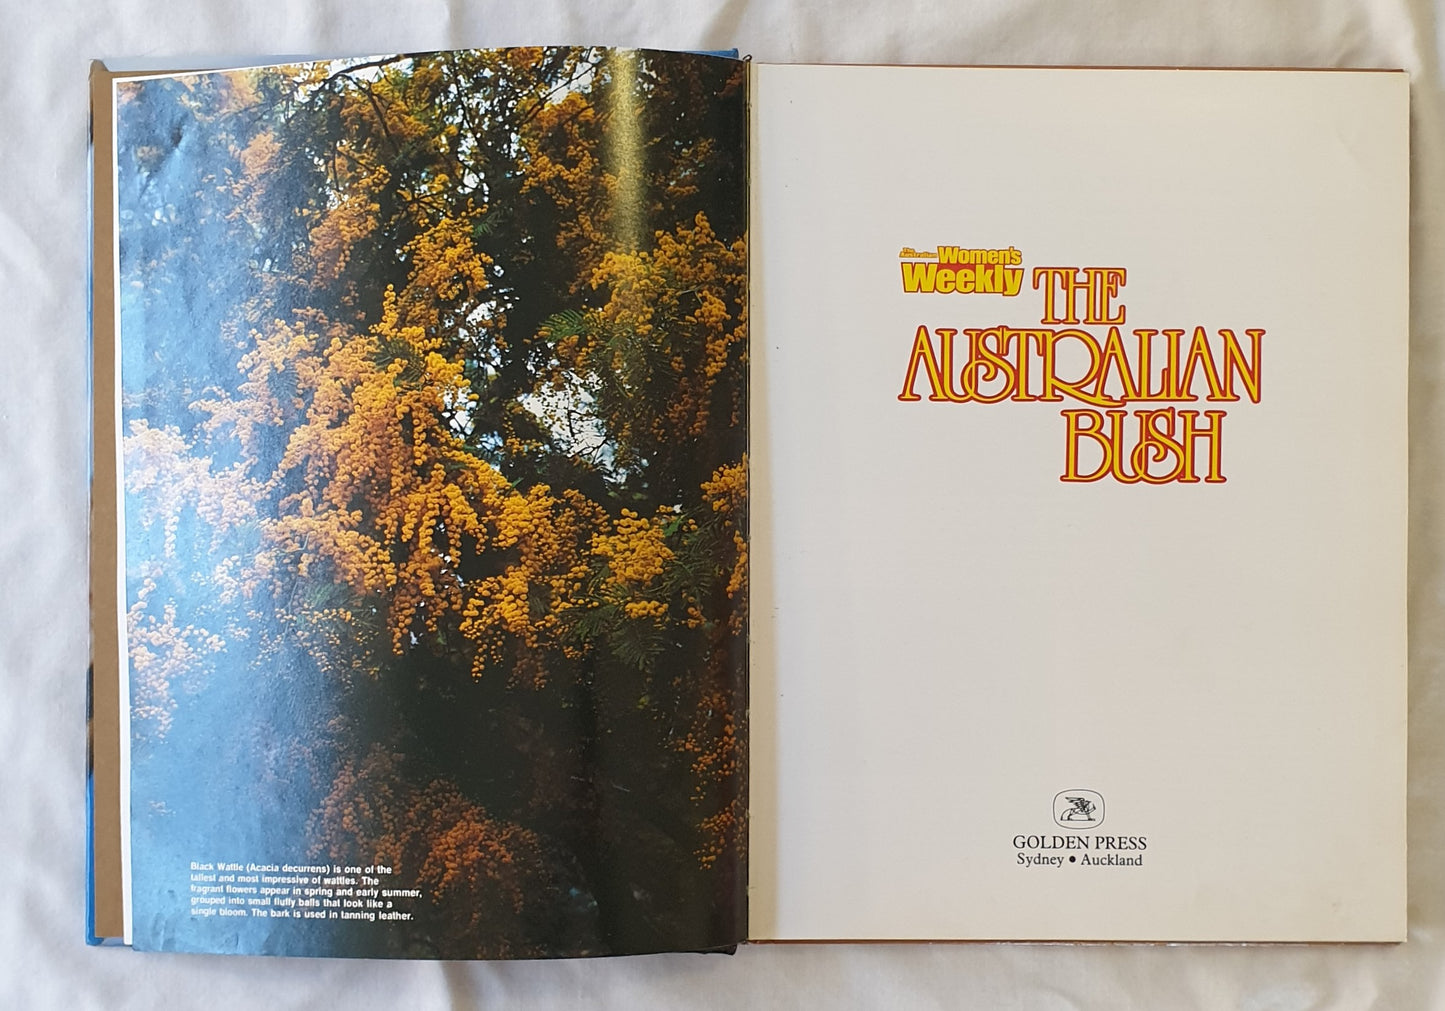 Black Wattle (Acacia decurrens) is one of the
tallest and most impressive of wattles. The
fragrant flowers appear in spring and early summer,
grouped into small fluffy balls that look like a
single bloom. The bark is used in tanning leather.
The
Australian Women's
Weekly
THE
AUSTRALIAN
BUSH
GOLDEN PRESS
Sydney • Auckland